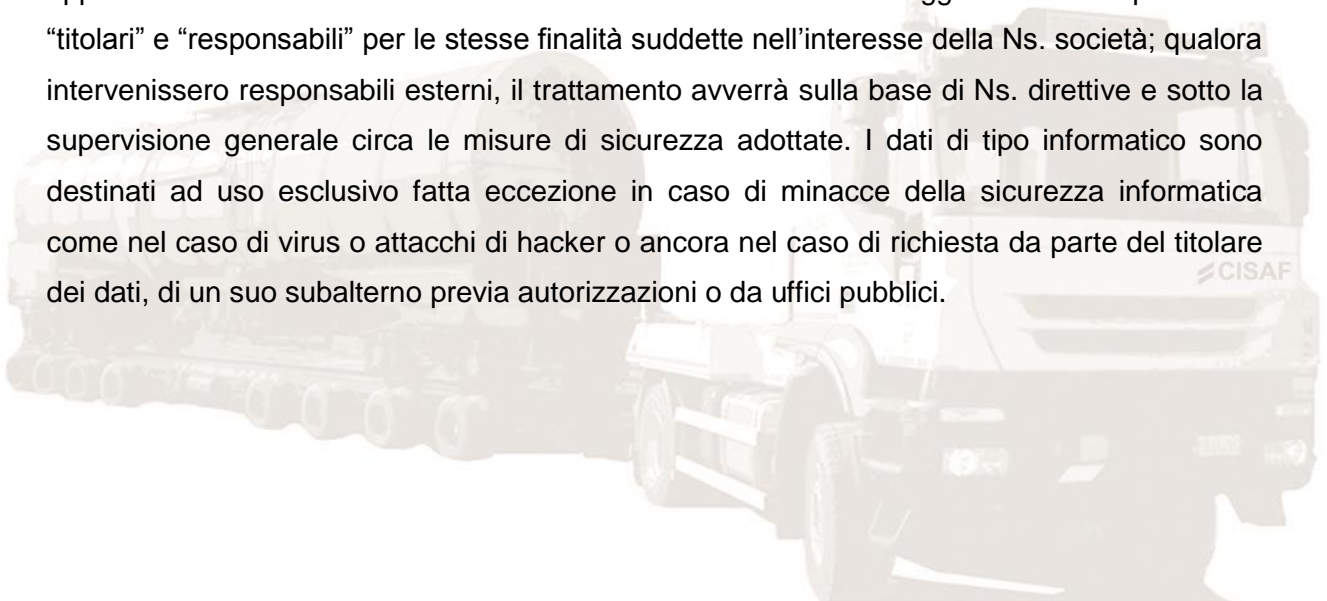 “titolari” e “responsabili” per le stesse finalità suddette nell’interesse della Ns. società; qualora
intervenissero responsabili esterni, il trattamento avverrà sulla base di Ns. direttive e sotto la
supervisione generale circa le misure di sicurezza adottate. I dati di tipo informatico sono
destinati ad uso esclusivo fatta eccezione in caso di minacce della sicurezza informatica
come nel caso di virus o attacchi di hacker o ancora nel caso di richiesta da parte del titolare
CISAF
dei dati, di un suo subalterno previa autorizzazioni o da uffici pubblici.